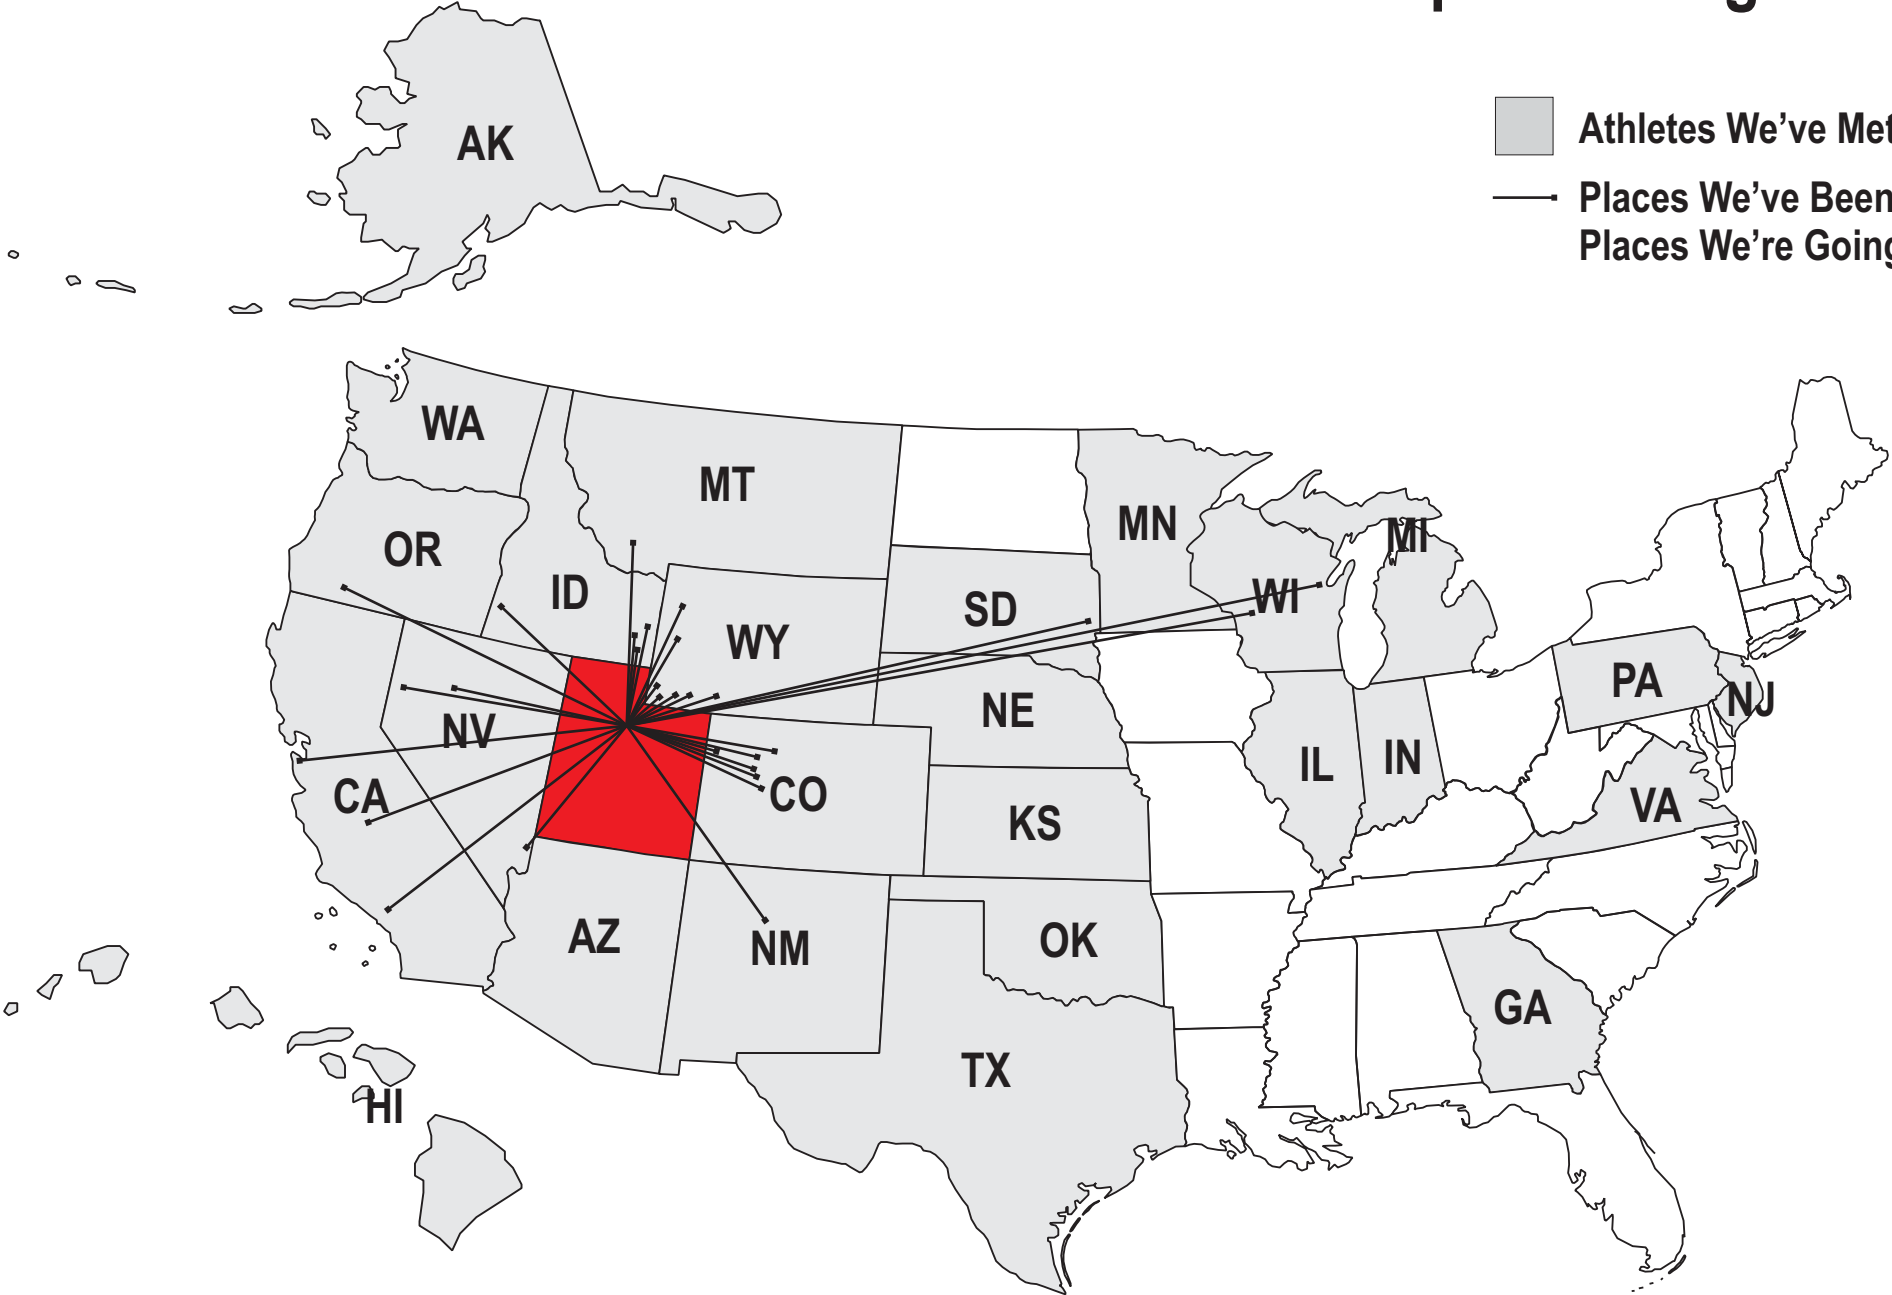 Athletes We've Met
Places We've Been
Places We're Going
AK
WA
MT
OR
ID
MN
MI
WI
SD
WY
NE
PA
NJ
NV
CA
CO
IL
IN
KS
VA
AZ
NM
OK
GA
TX
HI